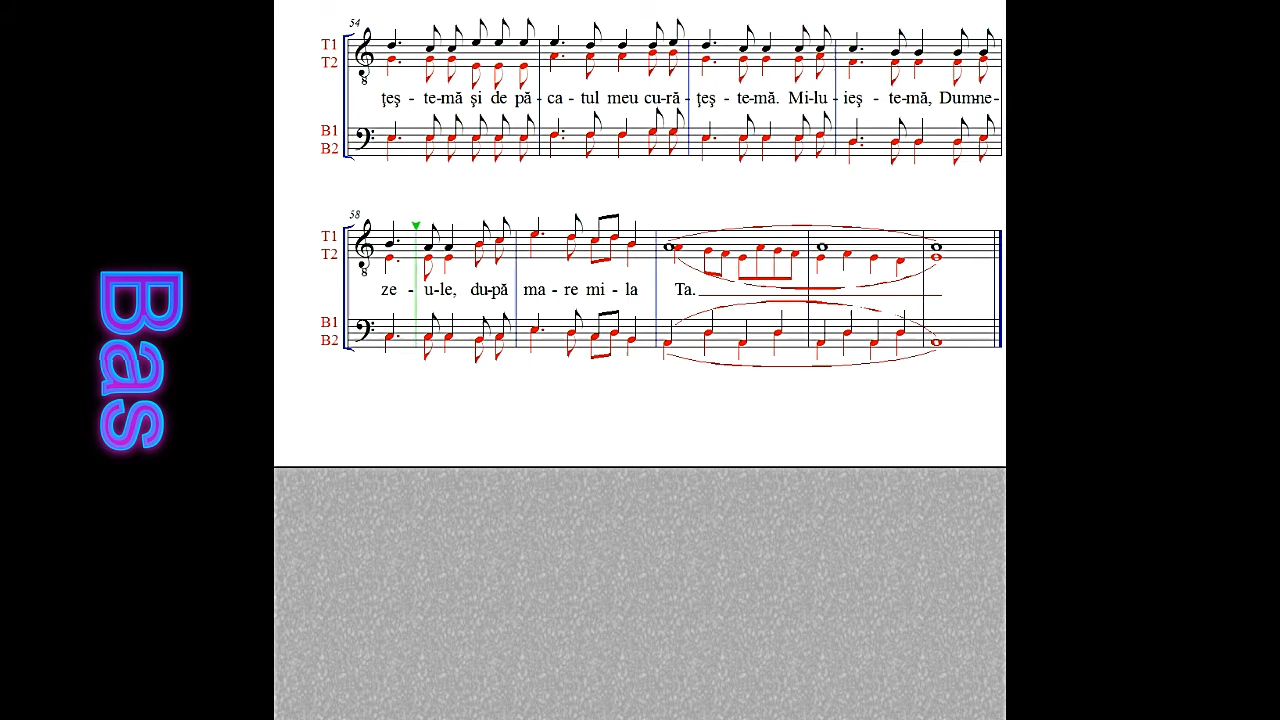 54
T1
T2
ţeş - te-mă şi de pă - ca - tul meu cu-ră - ţeş - te-mă. Mi-lu - ieş - te-mă, Dum-ne-
B1
B2
58
T1
T2
ze - u-le, du-pă ma - re mi - la Ta.
B1
B2
Bas